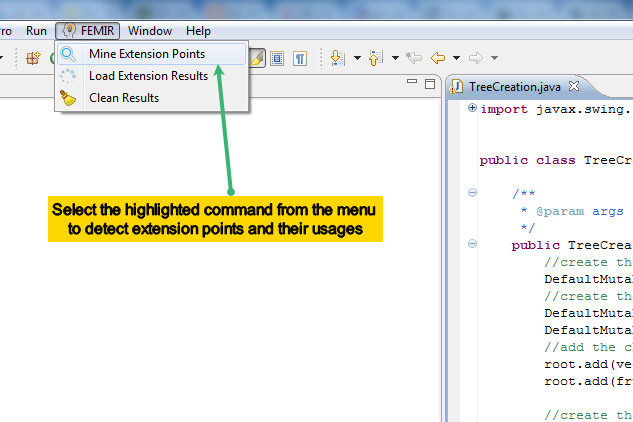 Run FEMIR Window Help
Mine Extension Points
Load Extension Results
Clean Results
TreeCreation.java
import javax.swing.
public class TreeCre
Select the highlighted command from the menu
to detect extension points and their usages
/**
* @param args
*/
public TreeCrea
//create th
DefaultMuta
//create th
DefaultMuta
DefaultMuta
//add the c
root.add(ve
root.add(fr
//create th